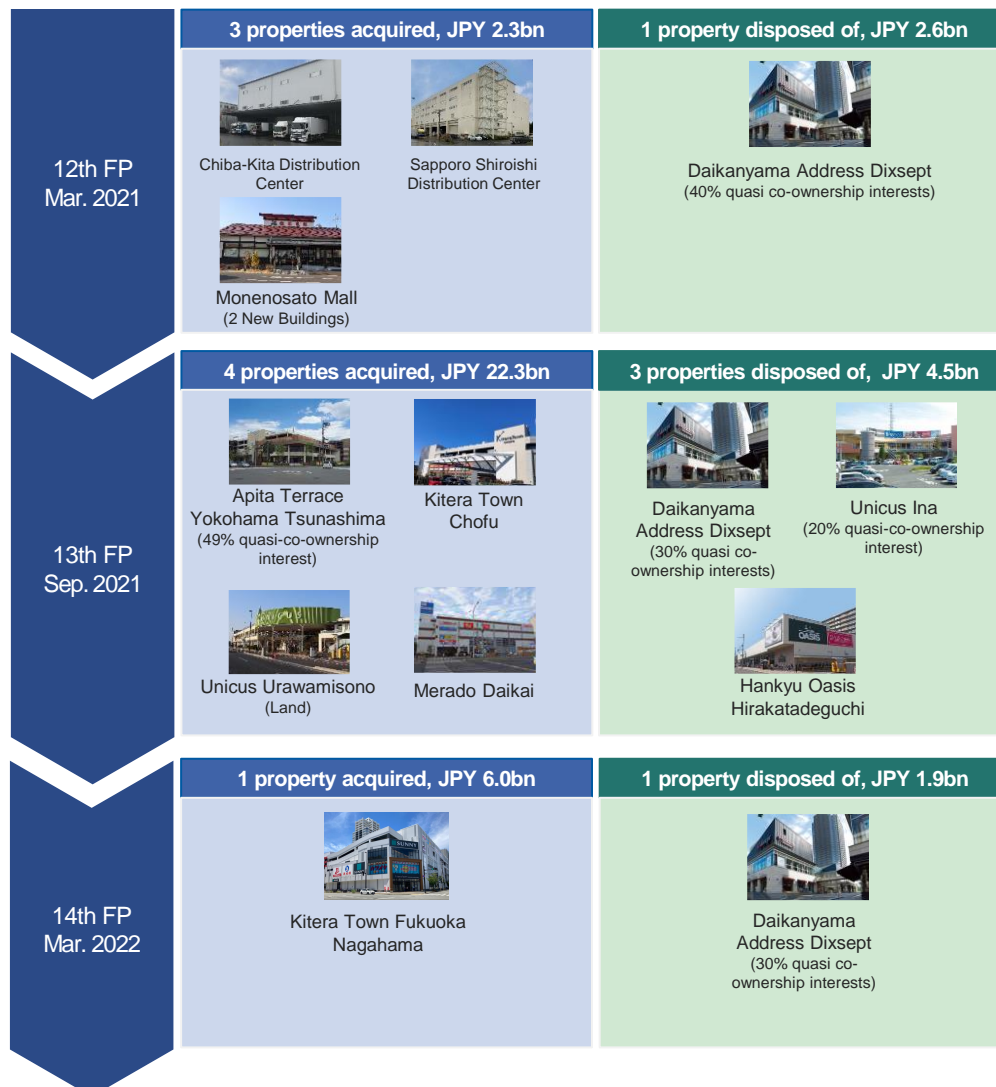 12th FP
Mar. 2021
3 properties acquired, JPY 2.3bn
Chiba-Kita Distribution
Center
Sapporo Shiroishi
Distribution Center
Monenosato Mall
(2 New Buildings)
1 property disposed of, JPY 2.6bn
Daikanyama Address Dixsept
(40% quasi co-ownership interests)
13th FP
Sep. 2021
4 properties acquired, JPY 22.3bn
Apita Terrace
Yokohama Tsunashima
(49% quasi-co-ownership
interest)
Kitera Town
Chofu
Unicus Urawamisono
(Land)
Merado Daikai
3 properties disposed of, JPY 4.5bn
Daikanyama
Address Dixsept
(30% quasi co-
ownership interests)
Unicus Ina
(20% quasi-co-ownership
interest)
OASIS
Hankyu Oasis
Hirakatadeguchi
14th FP
Mar. 2022
1 property acquired, JPY 6.0bn
SUNNY
Kitera Town Fukuoka
Nagahama
1 property disposed of, JPY 1.9bn
Daikanyama
Address Dixsept
(30% quasi co-
ownership interests)